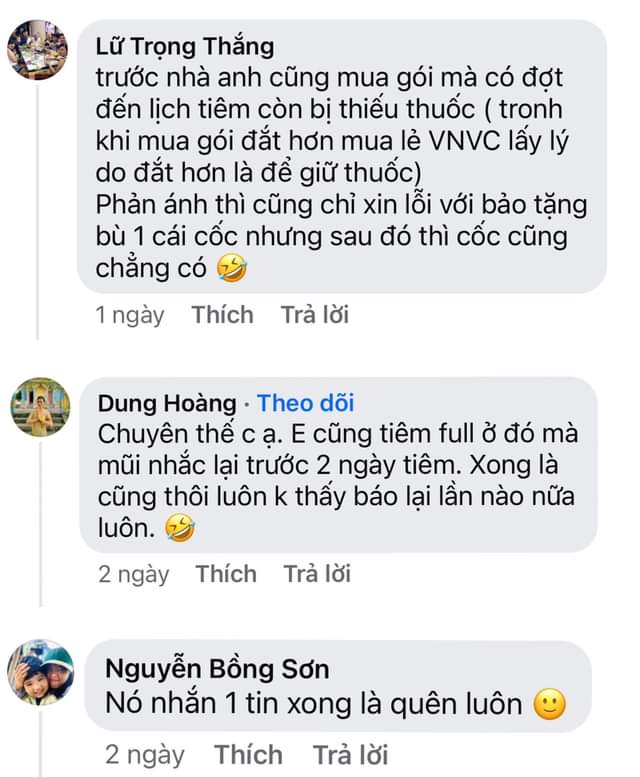 Lữ Trọng Thắng
trước nhà anh cũng mua gói mà có đợt
đến lịch tiêm còn bị thiếu thuốc ( tronh
khi mua gói đắt hơn mua lẻ VNVC lấy lý
do đắt hơn là để giữ thuốc)
Phản ánh thì cũng chỉ xin lỗi với bảo tặng
bù 1 cái cốc nhưng sau đó thì cốc cũng
chẳng có 🤣
1 ngày Thích Trả lời
Dung Hoàng · Theo dõi
Chuyên thế c ạ. E cũng tiêm full ở đó mà
mũi nhắc lại trước 2 ngày tiêm. Xong là
cũng thôi luôn k thấy báo lại lần nào nữa
luôn. 🤣
2 ngày Thích Trả lời
Nguyễn Bồng Sơn
Nó nhắn 1 tin xong là quên luôn 🙂
2 ngày Thích Trả lời